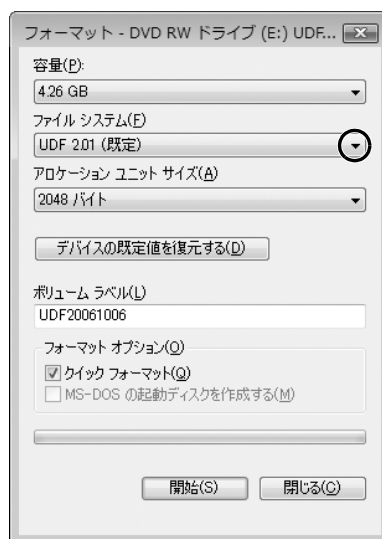 フォーマット - DVD RW ドライブ (E:) UDF...
容量(P):
4.26 GB
ファイル システム(F)
UDF 2.01 (既定)
アロケーション ユニット サイズ(A)
2048 バイト
デバイスの既定値を復元する(D)
ボリューム ラベル(L)
UDF20061006
フォーマット オプション(O)
クイック フォーマット(Q)
MS-DOS の起動ディスクを作成する(M)
開始(S) 閉じる(C)